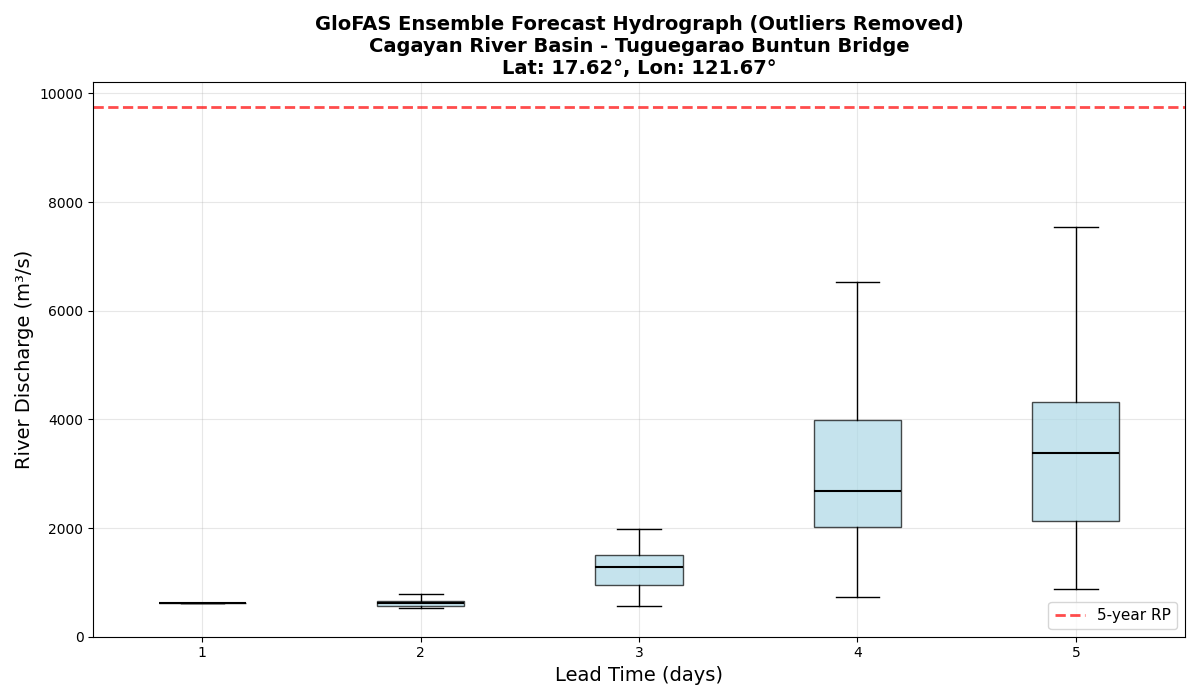 GloFAS Ensemble Forecast Hydrograph (Outliers Removed)
Cagayan River Basin - Tuguegarao Buntun Bridge
Lat: 17.62°, Lon: 121.67°
River Discharge (m³/s)
10000
8000
6000
4000
2000
0
5-year RP
1 2 3 4 5
Lead Time (days)